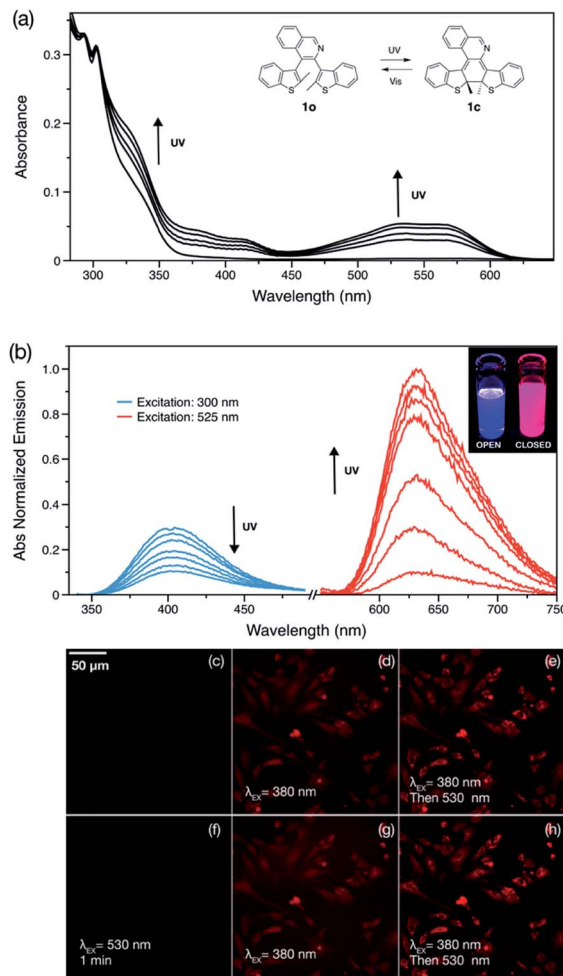 (a)
Absorbance
0.3
0.2
0.1
0
300
350
400
450
500
550
600
Wavelength (nm)
UV
UV
N
S
S
1o
UV
Vis
N
S
S
1c
(b)
Abs Normalized Emission
1.0
0.8
0.6
0.4
0.2
0
350
400
450
600
650
700
750
Wavelength (nm)
Excitation: 300 nm
Excitation: 525 nm
UV
UV
OPEN
CLOSED
50 µm
(c)
(d)
λEX= 380 nm
(e)
λEX= 380 nm
Then 530 nm
(f)
λEX= 530 nm
1 min
(g)
λEX= 380 nm
(h)
λEX= 380 nm
Then 530 nm